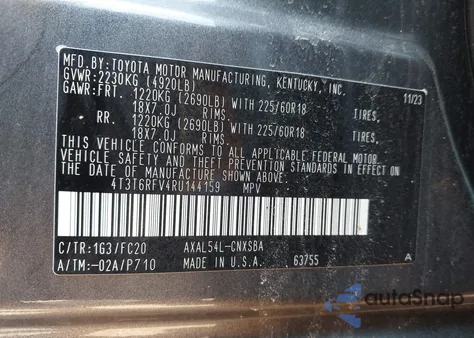 MFD.BY:TOYOTA MOTOR MANUFACTURING, KENTUCKY, INC.
GVWR:2230KG (4920LB) 11/23
GAWR:FRT. 1220KG (2690LB) WITH 225/60R18 TIRES,
18X7.0J RIMS.
RR. 1220KG (2690LB) WITH 225/60R18 TIRES,
18X7.0J RIMS.
THIS VEHICLE CONFORMS TO ALL APPLICABLE FEDERAL MOTOR
VEHICLE SAFETY AND THEFT PREVENTION STANDARDS IN EFFECT ON
THE DATE OF MANUFACTURE SHOWN ABOVE.
4T3T6RFV4RU144159 MPV
C/TR:1G3/FC20 AXAL54L-CNXSBA
A/TM:-02A/P710 MADE IN U.S.A. 63755 A
autoSnap